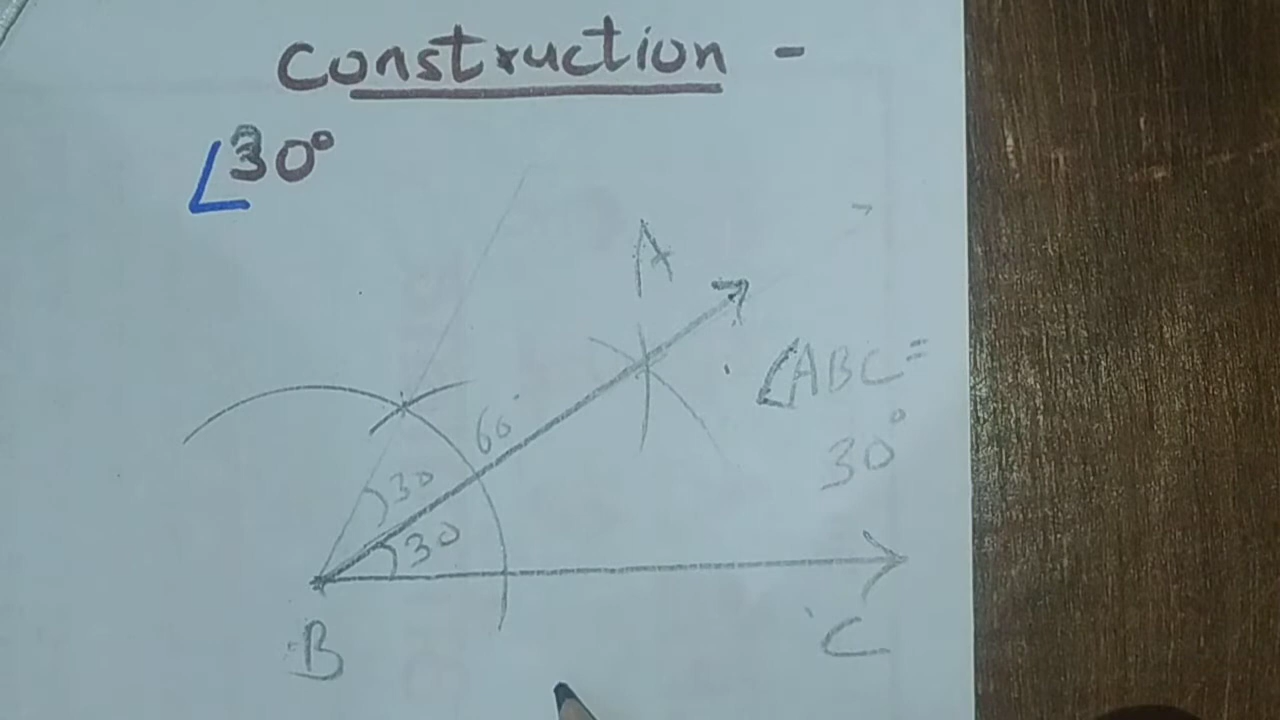 Construction -
∠30°
A
∠ABC =
30°
60°
30
30
B
C